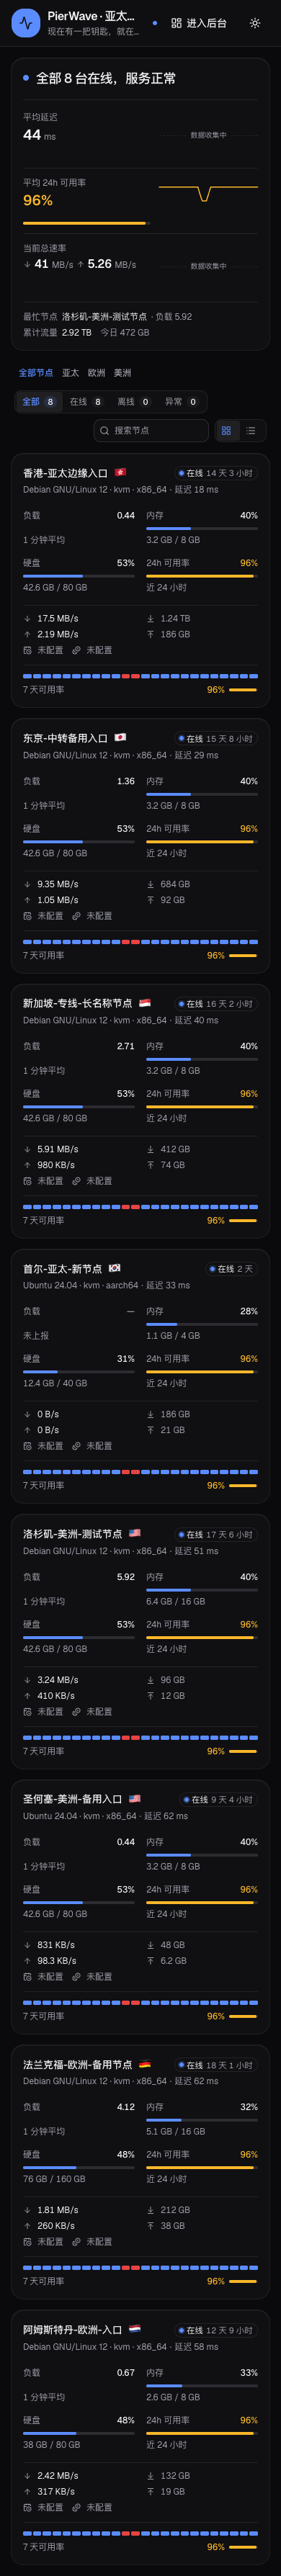 PierWave · 亚太...
现在有一把钥匙，就在...
进入后台
全部 8 台在线，服务正常
平均延迟
44 ms
数据收集中
平均 24h 可用率
96%
当前总速率
↓ 41 MB/s ↑ 5.26 MB/s
数据收集中
最忙节点 洛杉矶-美洲-测试节点 · 负载 5.92
累计流量 2.92 TB 今日 472 GB
全部节点 亚太 欧洲 美洲
全部 8 在线 8 离线 0 异常 0
搜索节点
香港-亚太边缘入口 在线 14 天 3 小时
Debian GNU/Linux 12 · kvm · x86_64 · 延迟 18 ms
负载 0.44 内存 40%
1 分钟平均 3.2 GB / 8 GB
硬盘 53% 24h 可用率 96%
42.6 GB / 80 GB 近 24 小时
↓ 17.5 MB/s 1.24 TB
↑ 2.19 MB/s 186 GB
未配置 未配置
7 天可用率 96%
东京-中转备用入口 在线 15 天 8 小时
Debian GNU/Linux 12 · kvm · x86_64 · 延迟 29 ms
负载 1.36 内存 40%
1 分钟平均 3.2 GB / 8 GB
硬盘 53% 24h 可用率 96%
42.6 GB / 80 GB 近 24 小时
↓ 9.35 MB/s 684 GB
↑ 1.05 MB/s 92 GB
未配置 未配置
7 天可用率 96%
新加坡-专线-长名称节点 在线 16 天 2 小时
Debian GNU/Linux 12 · kvm · x86_64 · 延迟 40 ms
负载 2.71 内存 40%
1 分钟平均 3.2 GB / 8 GB
硬盘 53% 24h 可用率 96%
42.6 GB / 80 GB 近 24 小时
↓ 5.91 MB/s 412 GB
↑ 980 KB/s 74 GB
未配置 未配置
7 天可用率 96%
首尔-亚太-新节点 在线 2 天
Ubuntu 24.04 · kvm · aarch64 · 延迟 33 ms
负载 — 内存 28%
未上报 1.1 GB / 4 GB
硬盘 31% 24h 可用率 96%
12.4 GB / 40 GB 近 24 小时
↓ 0 B/s 186 GB
↑ 0 B/s 21 GB
未配置 未配置
7 天可用率 96%
洛杉矶-美洲-测试节点 在线 17 天 6 小时
Debian GNU/Linux 12 · kvm · x86_64 · 延迟 51 ms
负载 5.92 内存 40%
1 分钟平均 6.4 GB / 16 GB
硬盘 53% 24h 可用率 96%
42.6 GB / 80 GB 近 24 小时
↓ 3.24 MB/s 96 GB
↑ 410 KB/s 12 GB
未配置 未配置
7 天可用率 96%
圣何塞-美洲-备用入口 在线 9 天 4 小时
Ubuntu 24.04 · kvm · x86_64 · 延迟 62 ms
负载 0.44 内存 40%
1 分钟平均 3.2 GB / 8 GB
硬盘 53% 24h 可用率 96%
42.6 GB / 80 GB 近 24 小时
↓ 831 KB/s 48 GB
↑ 98.3 KB/s 6.2 GB
未配置 未配置
7 天可用率 96%
法兰克福-欧洲-备用节点 在线 18 天 1 小时
Debian GNU/Linux 12 · kvm · x86_64 · 延迟 62 ms
负载 4.12 内存 32%
1 分钟平均 5.1 GB / 16 GB
硬盘 48% 24h 可用率 96%
76 GB / 160 GB 近 24 小时
↓ 1.81 MB/s 212 GB
↑ 260 KB/s 38 GB
未配置 未配置
7 天可用率 96%
阿姆斯特丹-欧洲-入口 在线 12 天 9 小时
Debian GNU/Linux 12 · kvm · x86_64 · 延迟 58 ms
负载 0.67 内存 33%
1 分钟平均 2.6 GB / 8 GB
硬盘 48% 24h 可用率 96%
38 GB / 80 GB 近 24 小时
↓ 2.42 MB/s 132 GB
↑ 317 KB/s 19 GB
未配置 未配置
7 天可用率 96%